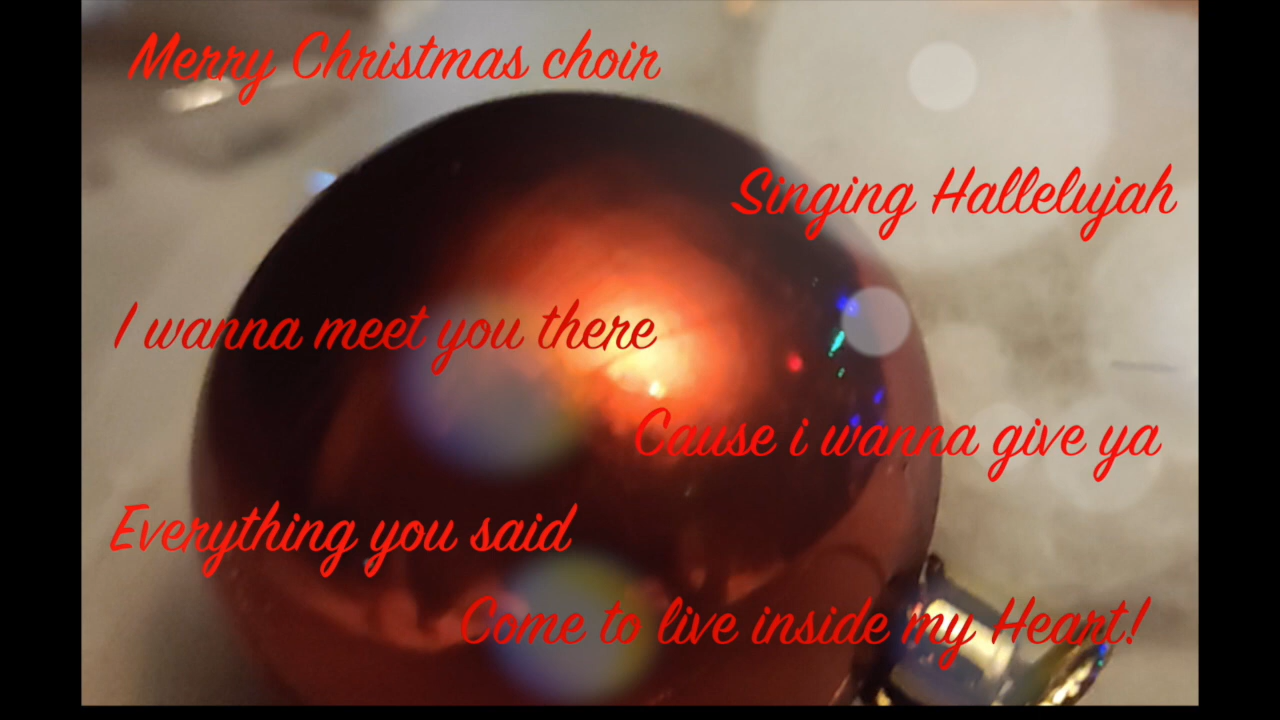 Merry Christmas choir
Singing Hallelujah
I wanna meet you there
Cause i wanna give ya
Everything you said
Come to live inside my Heart!